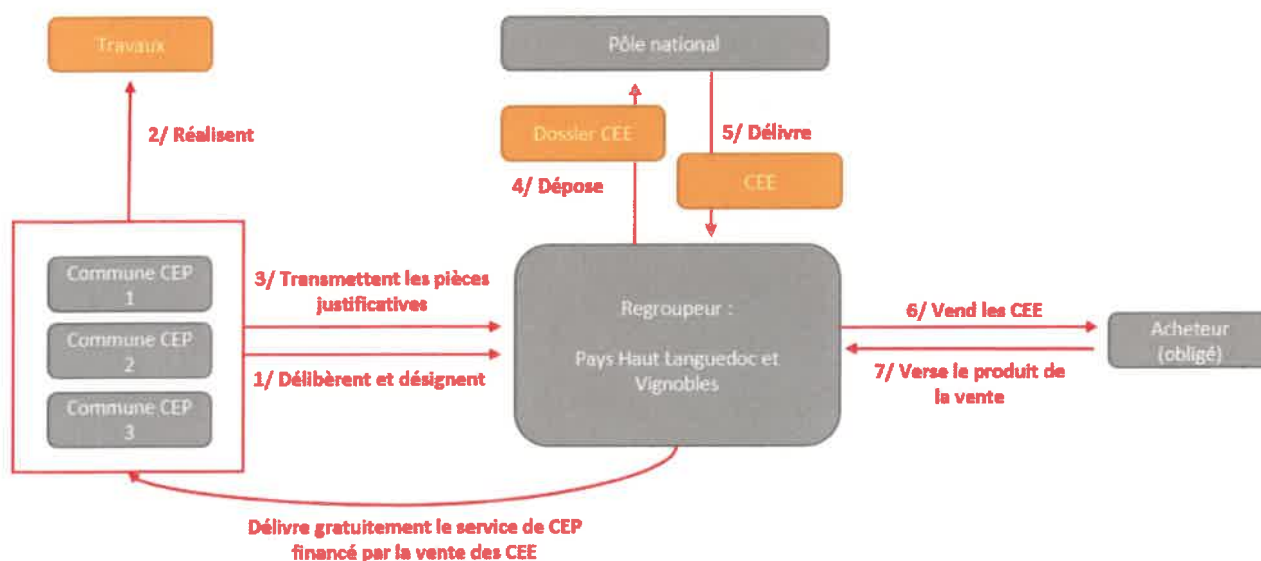 Travaux
Pôle national
2/ Réalisent
Dossier CEE
5/ Délivre
4/ Dépose
CEE
Commune CEP
1
Commune CEP
2
Commune CEP
3
3/ Transmettent les pièces
justificatives
1/ Délibèrent et désignent
Regroupeur :
Pays Haut Languedoc et
Vignobles
6/ Vend les CEE
7/ Verse le produit de
la vente
Acheteur
(obligé)
Délivre gratuitement le service de CEP
financé par la vente des CEE